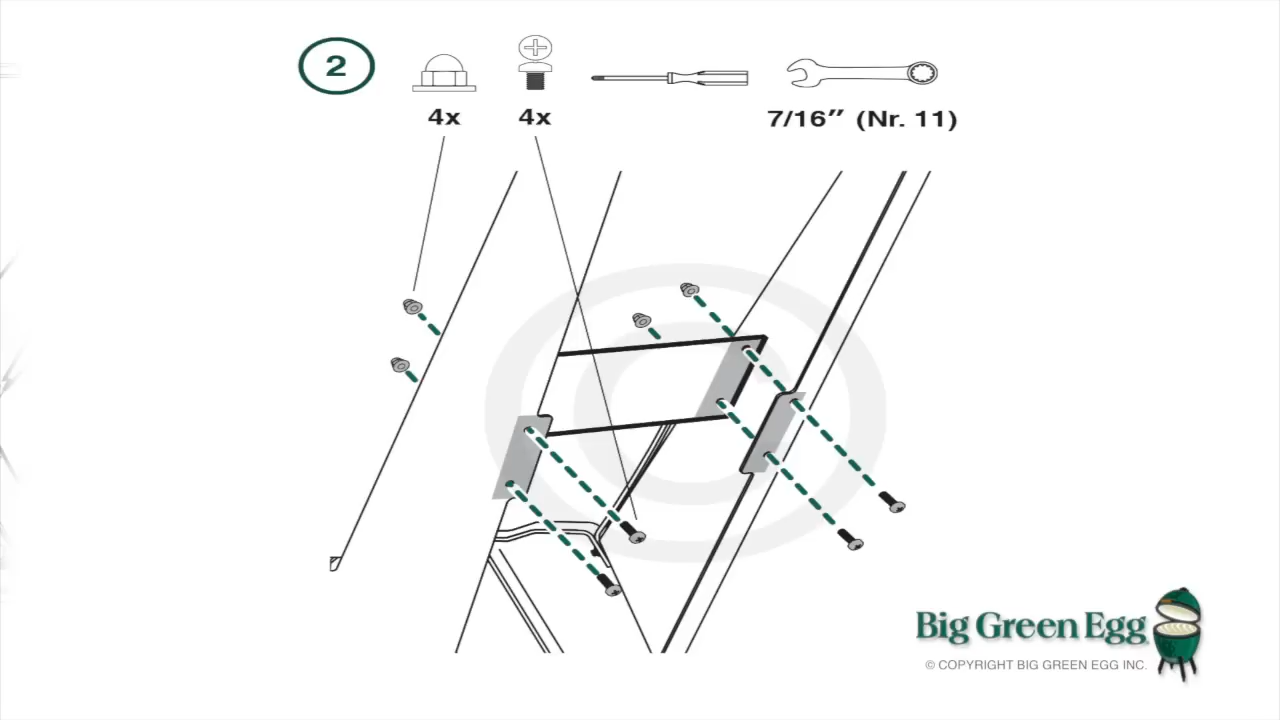 2
4x
4x
7/16″ (Nr. 11)
Big Green Egg
© COPYRIGHT BIG GREEN EGG INC.